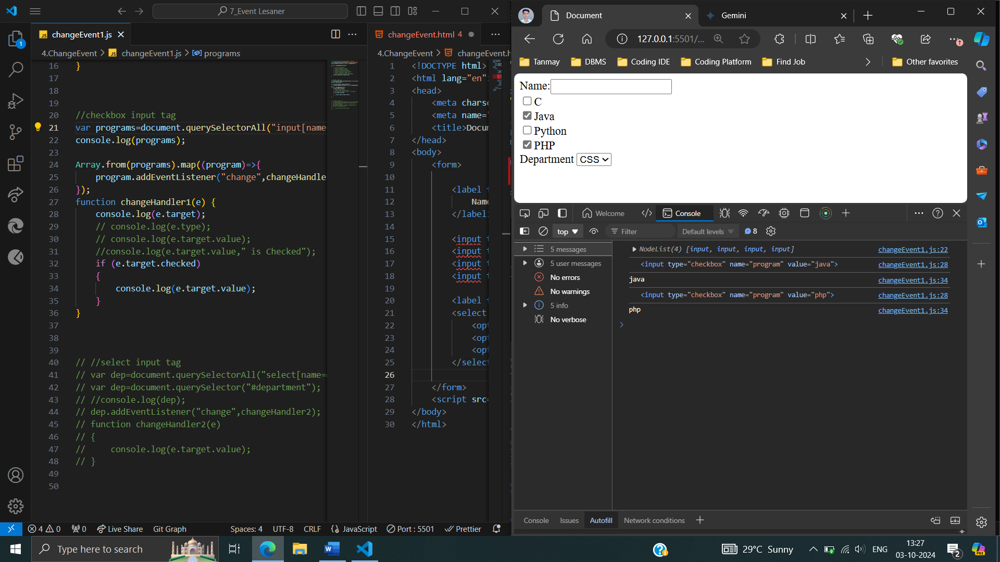 7_Event Lesaner
changeEvent1.js
4.ChangeEvent > changeEvent1.js > programs
16 }
17
18
19
20 //checkbox input tag
21 var programs=document.querySelectorAll("input[name
22 console.log(programs);
23
24 Array.from(programs).map((program)=>{
25 program.addEventListener("change",changeHandle
26 });
27 function changeHandler1(e) {
28 console.log(e.target);
29 // console.log(e.type);
30 // console.log(e.target.value);
31 //console.log(e.target.value," is Checked");
32 if (e.target.checked)
33 {
34 console.log(e.target.value);
35 }
36 }
37
38
39
40 // //select input tag
41 // var dep=document.querySelectorAll("select[name=
42 // var dep=document.querySelector("#department");
43 // //console.log(dep);
44 // dep.addEventListener("change",changeHandler2);
45 // function changeHandler2(e)
46 // {
47 // console.log(e.target.value);
48 // }
49
50
changeEvent.html 4
4.ChangeEvent > changeEvent.h
1 <!DOCTYPE html>
2 <html lang="en"
3 <head>
4 <meta charse
5 <meta name="
6 <title>Docum
7 </head>
8 <body>
9 <form>
10
11 <label f
12 Name
13 </label
14
15 <input t
16 <input t
17 <input t
18 <input t
19
20 <label f
21 <select
22 <opt
23 <opt
24 <opt
25 </select
26
27 </form>
28 <script src=
29 </body>
30 </html>
4 0 0 Live Share Git Graph Spaces: 4 UTF-8 CRLF {} JavaScript Port : 5501 Prettier
Document
Gemini
127.0.0.1:5501/...
Tanmay DBMS Coding IDE Coding Platform Find Job Other favorites
Name:
C
Java
Python
PHP
Department CSS
Welcome Console
top Filter Default levels 8
5 messages
5 user messages
No errors
No warnings
5 info
No verbose
NodeList(4) [input, input, input, input] changeEvent1.js:22
<input type="checkbox" name="program" value="java"> changeEvent1.js:28
java changeEvent1.js:34
<input type="checkbox" name="program" value="php"> changeEvent1.js:28
php changeEvent1.js:34
Console Issues Autofill Network conditions
Type here to search
29°C Sunny
ENG
13:27
03-10-2024
2